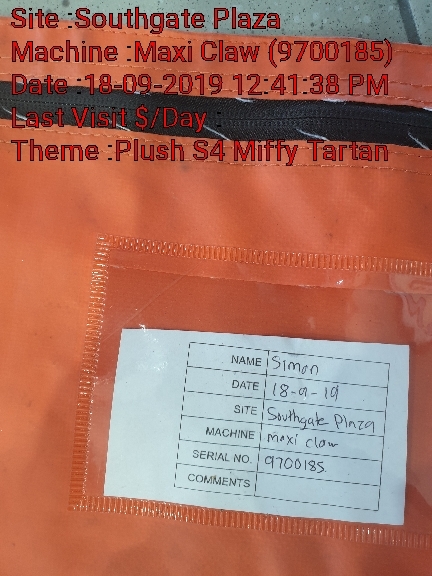 Site :Southgate Plaza
Machine :Maxi Claw (9700185)
Date :18-09-2019 12:41:38 PM
Last Visit $/Day :
Theme :Plush S4 Miffy Tartan
NAME Simon
DATE 18-9-19
SITE Southgate Plaza
MACHINE maxi claw
SERIAL NO. 9700185
COMMENTS